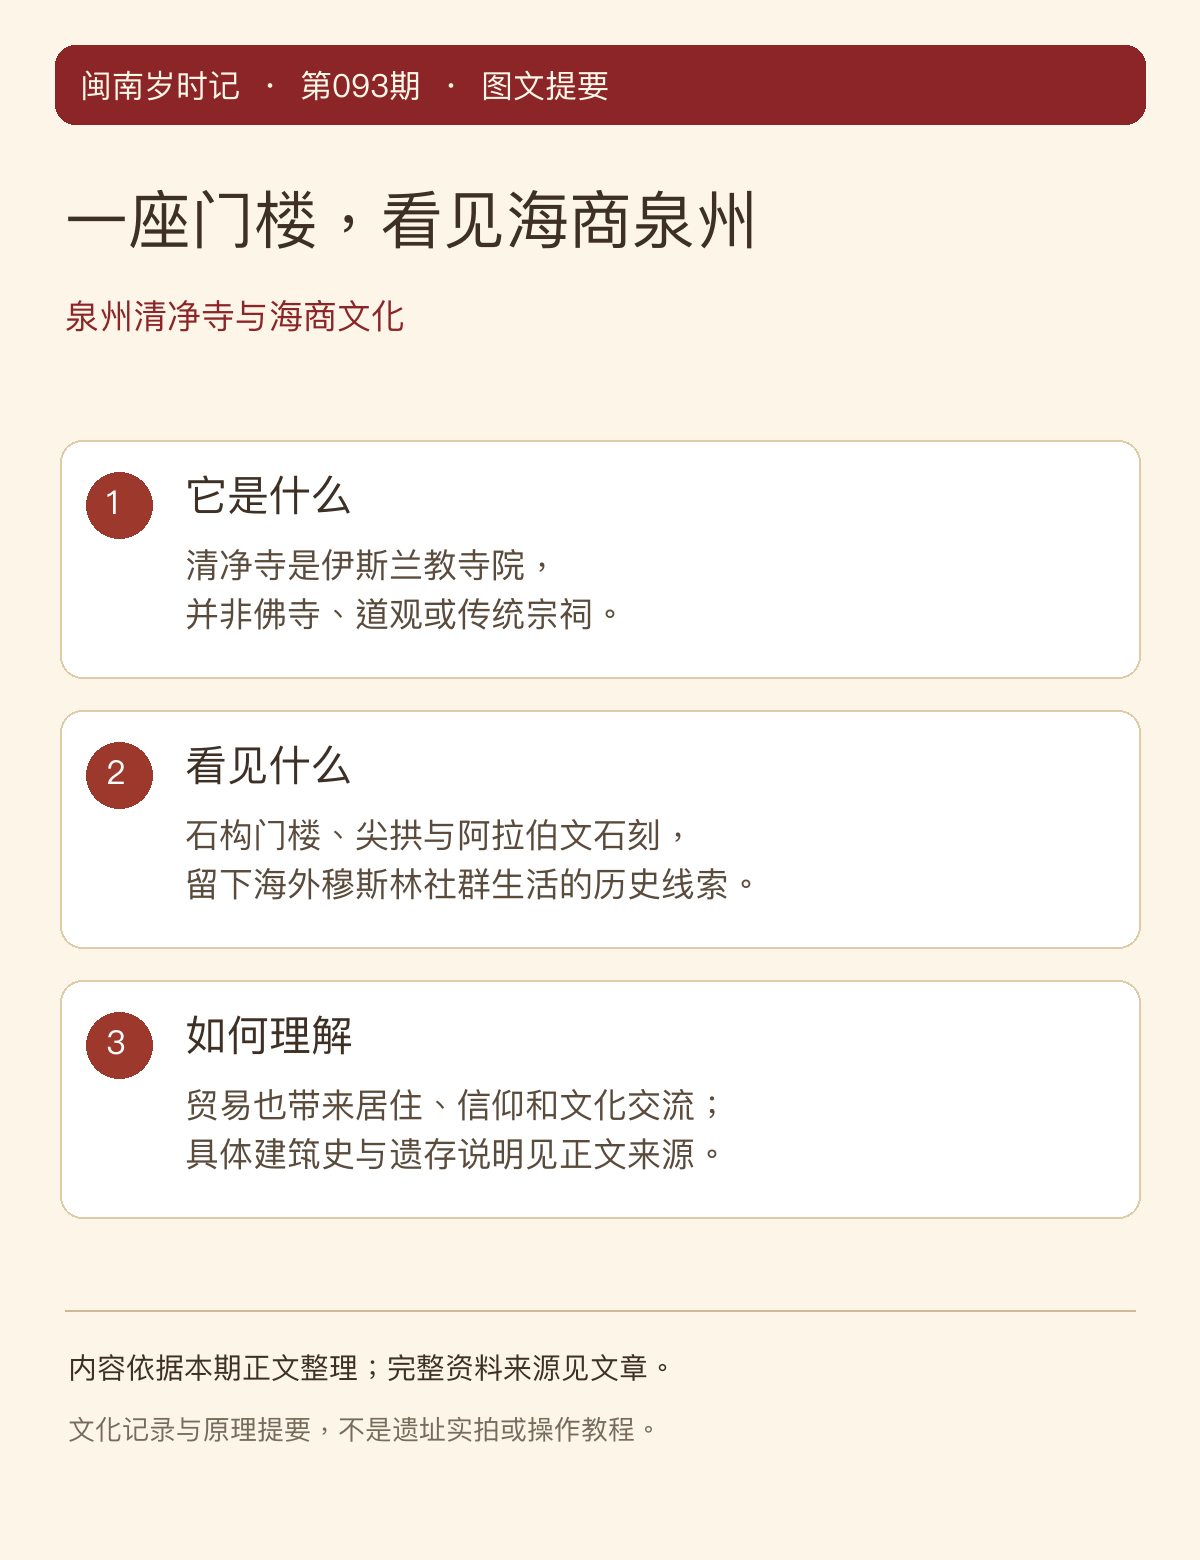 闽南岁时记 · 第093期 · 图文提要
一座门楼，看见海商泉州
泉州清净寺与海商文化
1
它是什么
清净寺是伊斯兰教寺院，
并非佛寺、道观或传统宗祠。
2
看见什么
石构门楼、尖拱与阿拉伯文石刻，
留下海外穆斯林社群生活的历史线索。
3
如何理解
贸易也带来居住、信仰和文化交流；
具体建筑史与遗存说明见正文来源。
内容依据本期正文整理；完整资料来源见文章。
文化记录与原理提要，不是遗址实拍或操作教程。